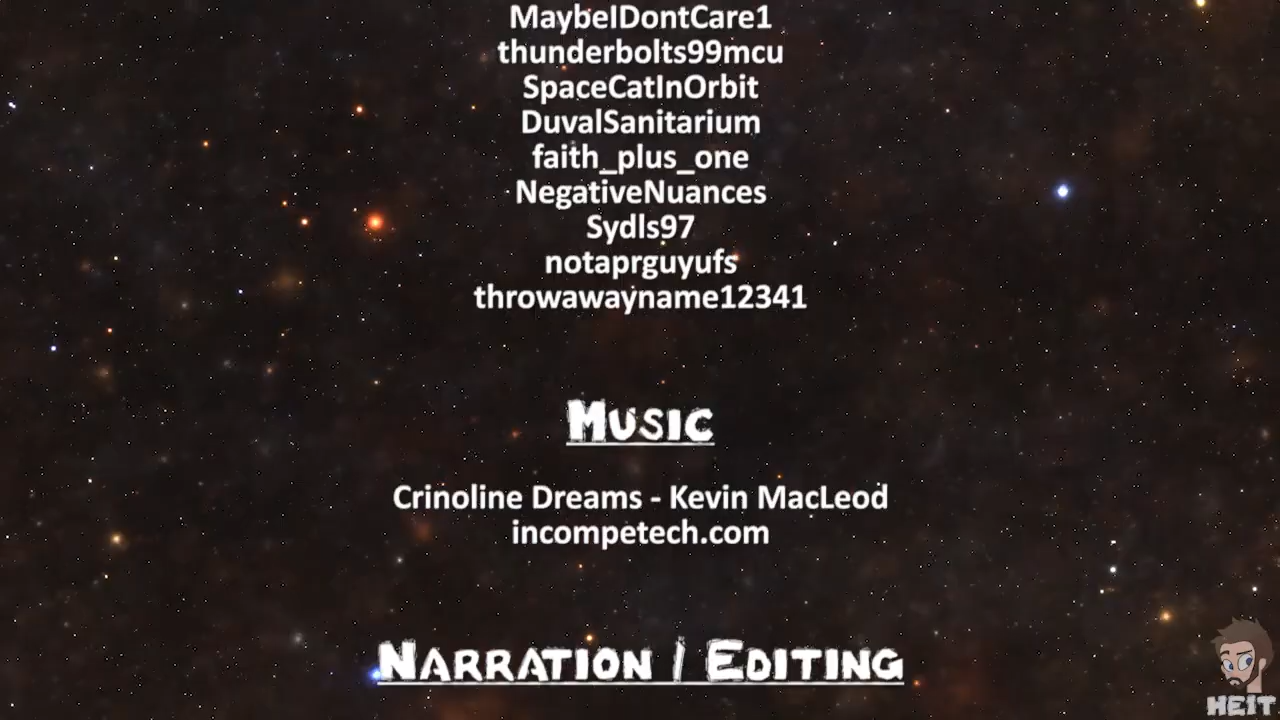 MaybeIDontCare1
thunderbolts99mcu
SpaceCatInOrbit
DuvalSanitarium
faith_plus_one
NegativeNuances
Sydls97
notaprguyufs
throwawayname12341
MUSIC
Crinoline Dreams - Kevin MacLeod
incompetech.com
NARRATION / EDITING
HEIT